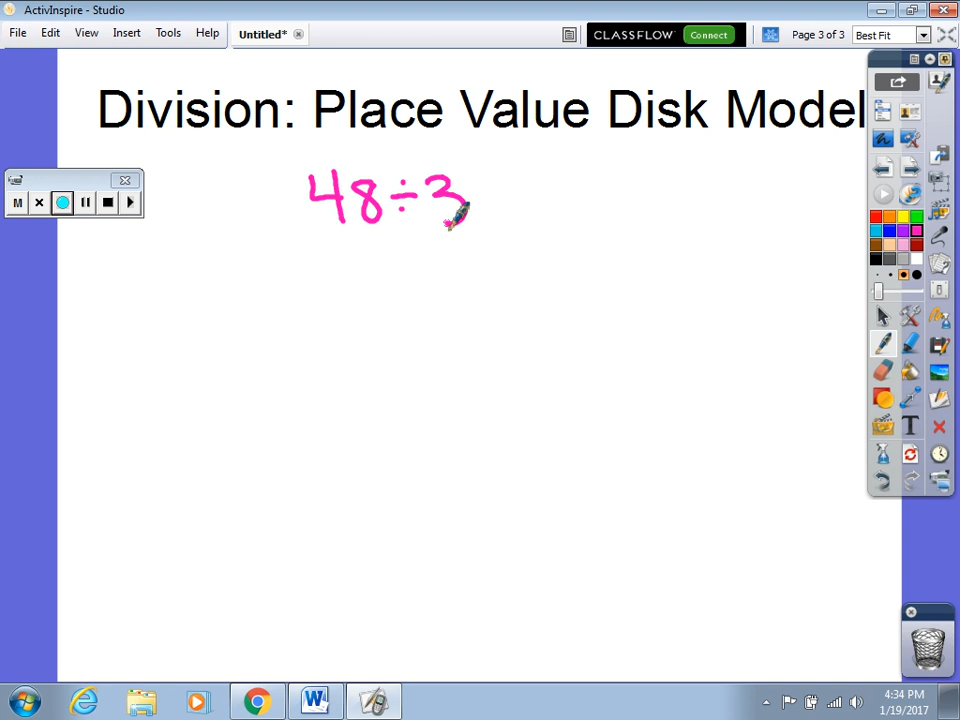 ActivInspire - Studio
File Edit View Insert Tools Help Untitled* CLASSFLOW Connect Page 3 of 3 Best Fit
Division: Place Value Disk Model
M
48÷3
T
W
4:34 PM
1/19/2017